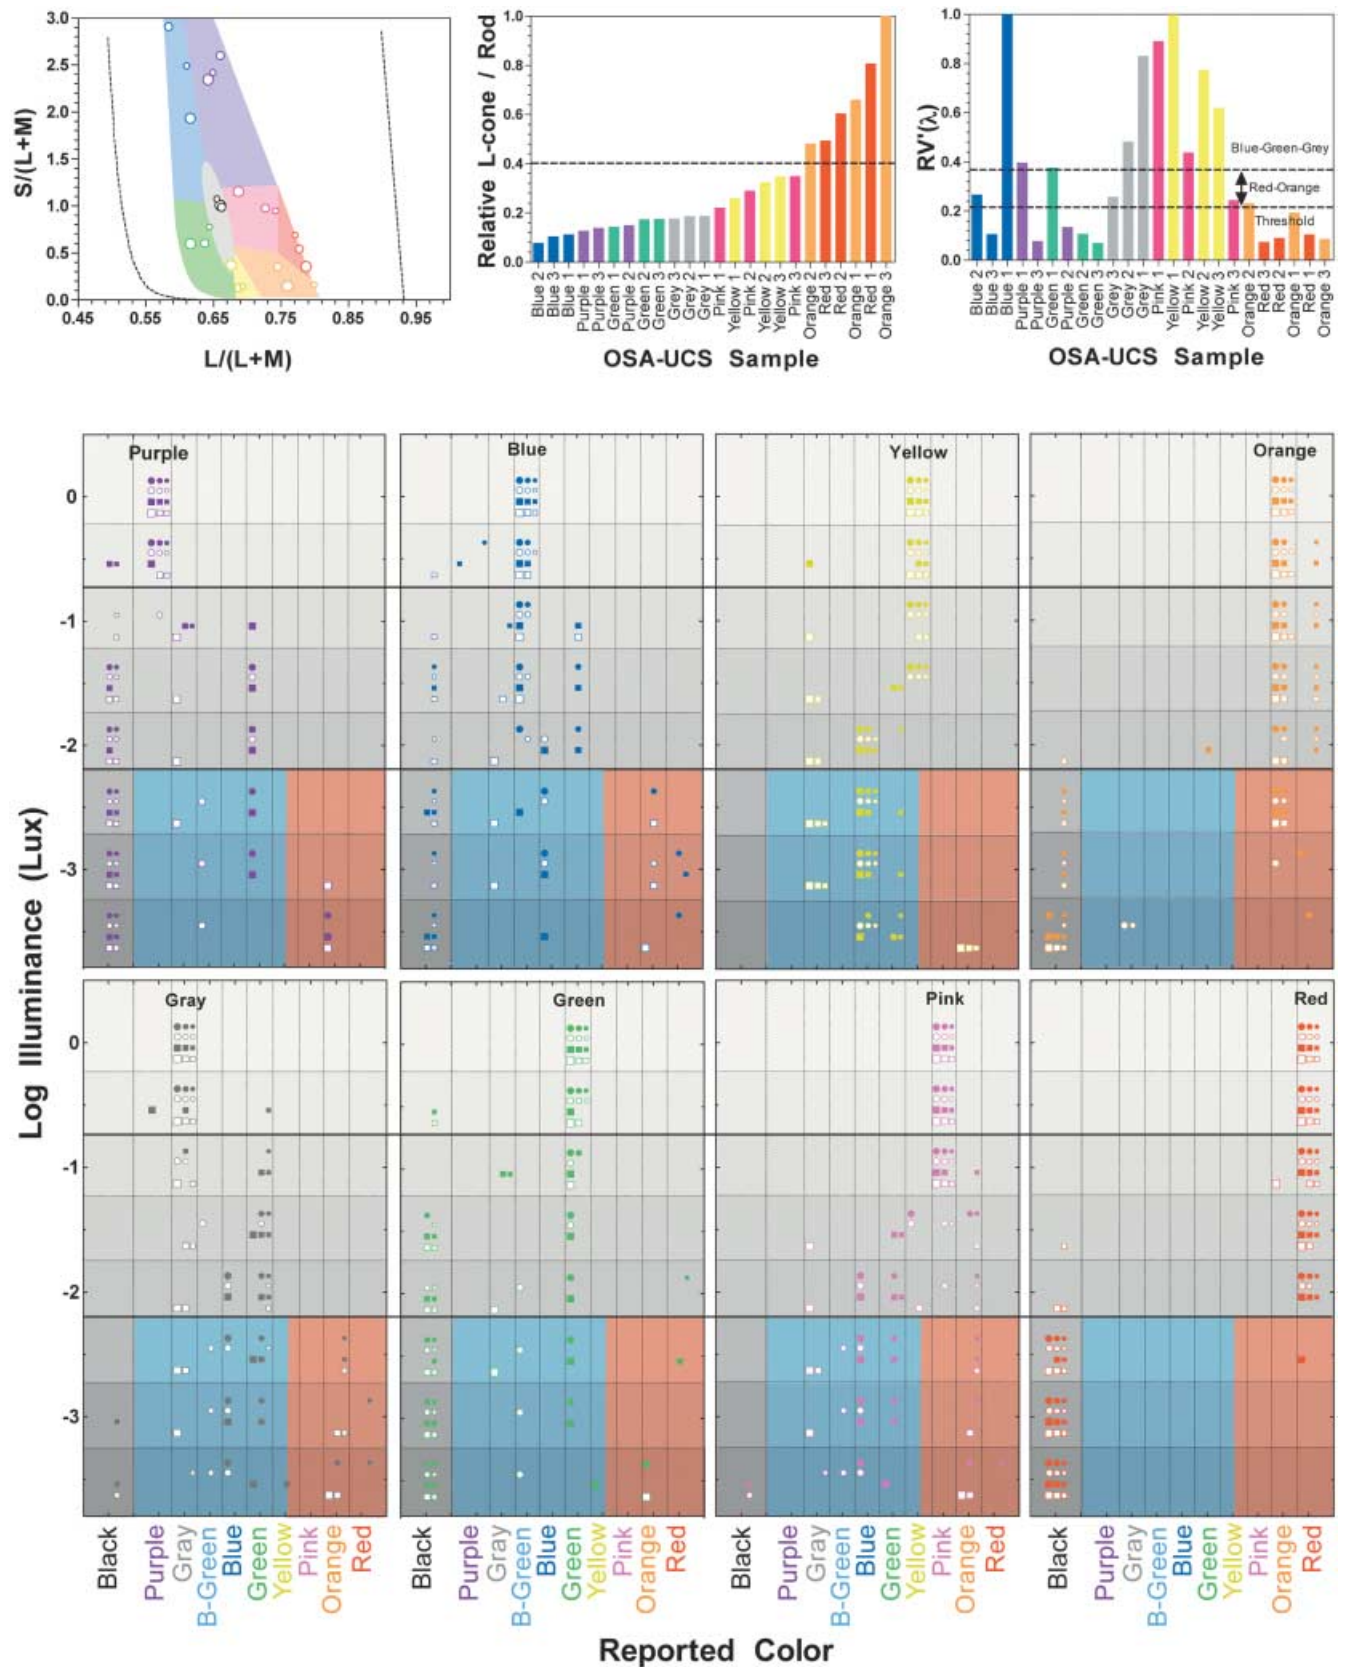 3.0
2.5
2.0
1.5
1.0
0.5
0.0
0.45 0.55 0.65 0.75 0.85 0.95
S/(L+M)
L/(L+M)
1.0
0.8
0.6
0.4
0.2
0.0
Relative L-cone / Rod
Blue 2
Blue 3
Blue 1
Purple 1
Purple 3
Green 1
Purple 2
Green 2
Green 3
Grey 3
Grey 2
Grey 1
Pink 1
Yellow 1
Pink 2
Yellow 2
Yellow 3
Pink 3
Orange 2
Red 3
Red 2
Orange 1
Red 1
Orange 3
OSA-UCS Sample
1.0
0.8
0.6
0.4
0.2
0.0
RV'(λ)
Blue-Green-Grey
Red-Orange
Threshold
Blue 2
Blue 3
Blue 1
Purple 1
Purple 3
Green 1
Purple 2
Green 2
Green 3
Grey 3
Grey 2
Grey 1
Pink 1
Yellow 1
Pink 2
Yellow 2
Yellow 3
Pink 3
Orange 2
Red 3
Red 2
Orange 1
Red 1
Orange 3
OSA-UCS Sample
Log Illuminance (Lux)
Purple
Blue
Yellow
Orange
0
-1
-2
-3
Gray
Green
Pink
Red
0
-1
-2
-3
Black
Purple
Gray
B-Green
Blue
Green
Yellow
Pink
Orange
Red
Black
Purple
Gray
B-Green
Blue
Green
Yellow
Pink
Orange
Red
Black
Purple
Gray
B-Green
Blue
Green
Yellow
Pink
Orange
Red
Black
Purple
Gray
B-Green
Blue
Green
Yellow
Pink
Orange
Red
Reported Color